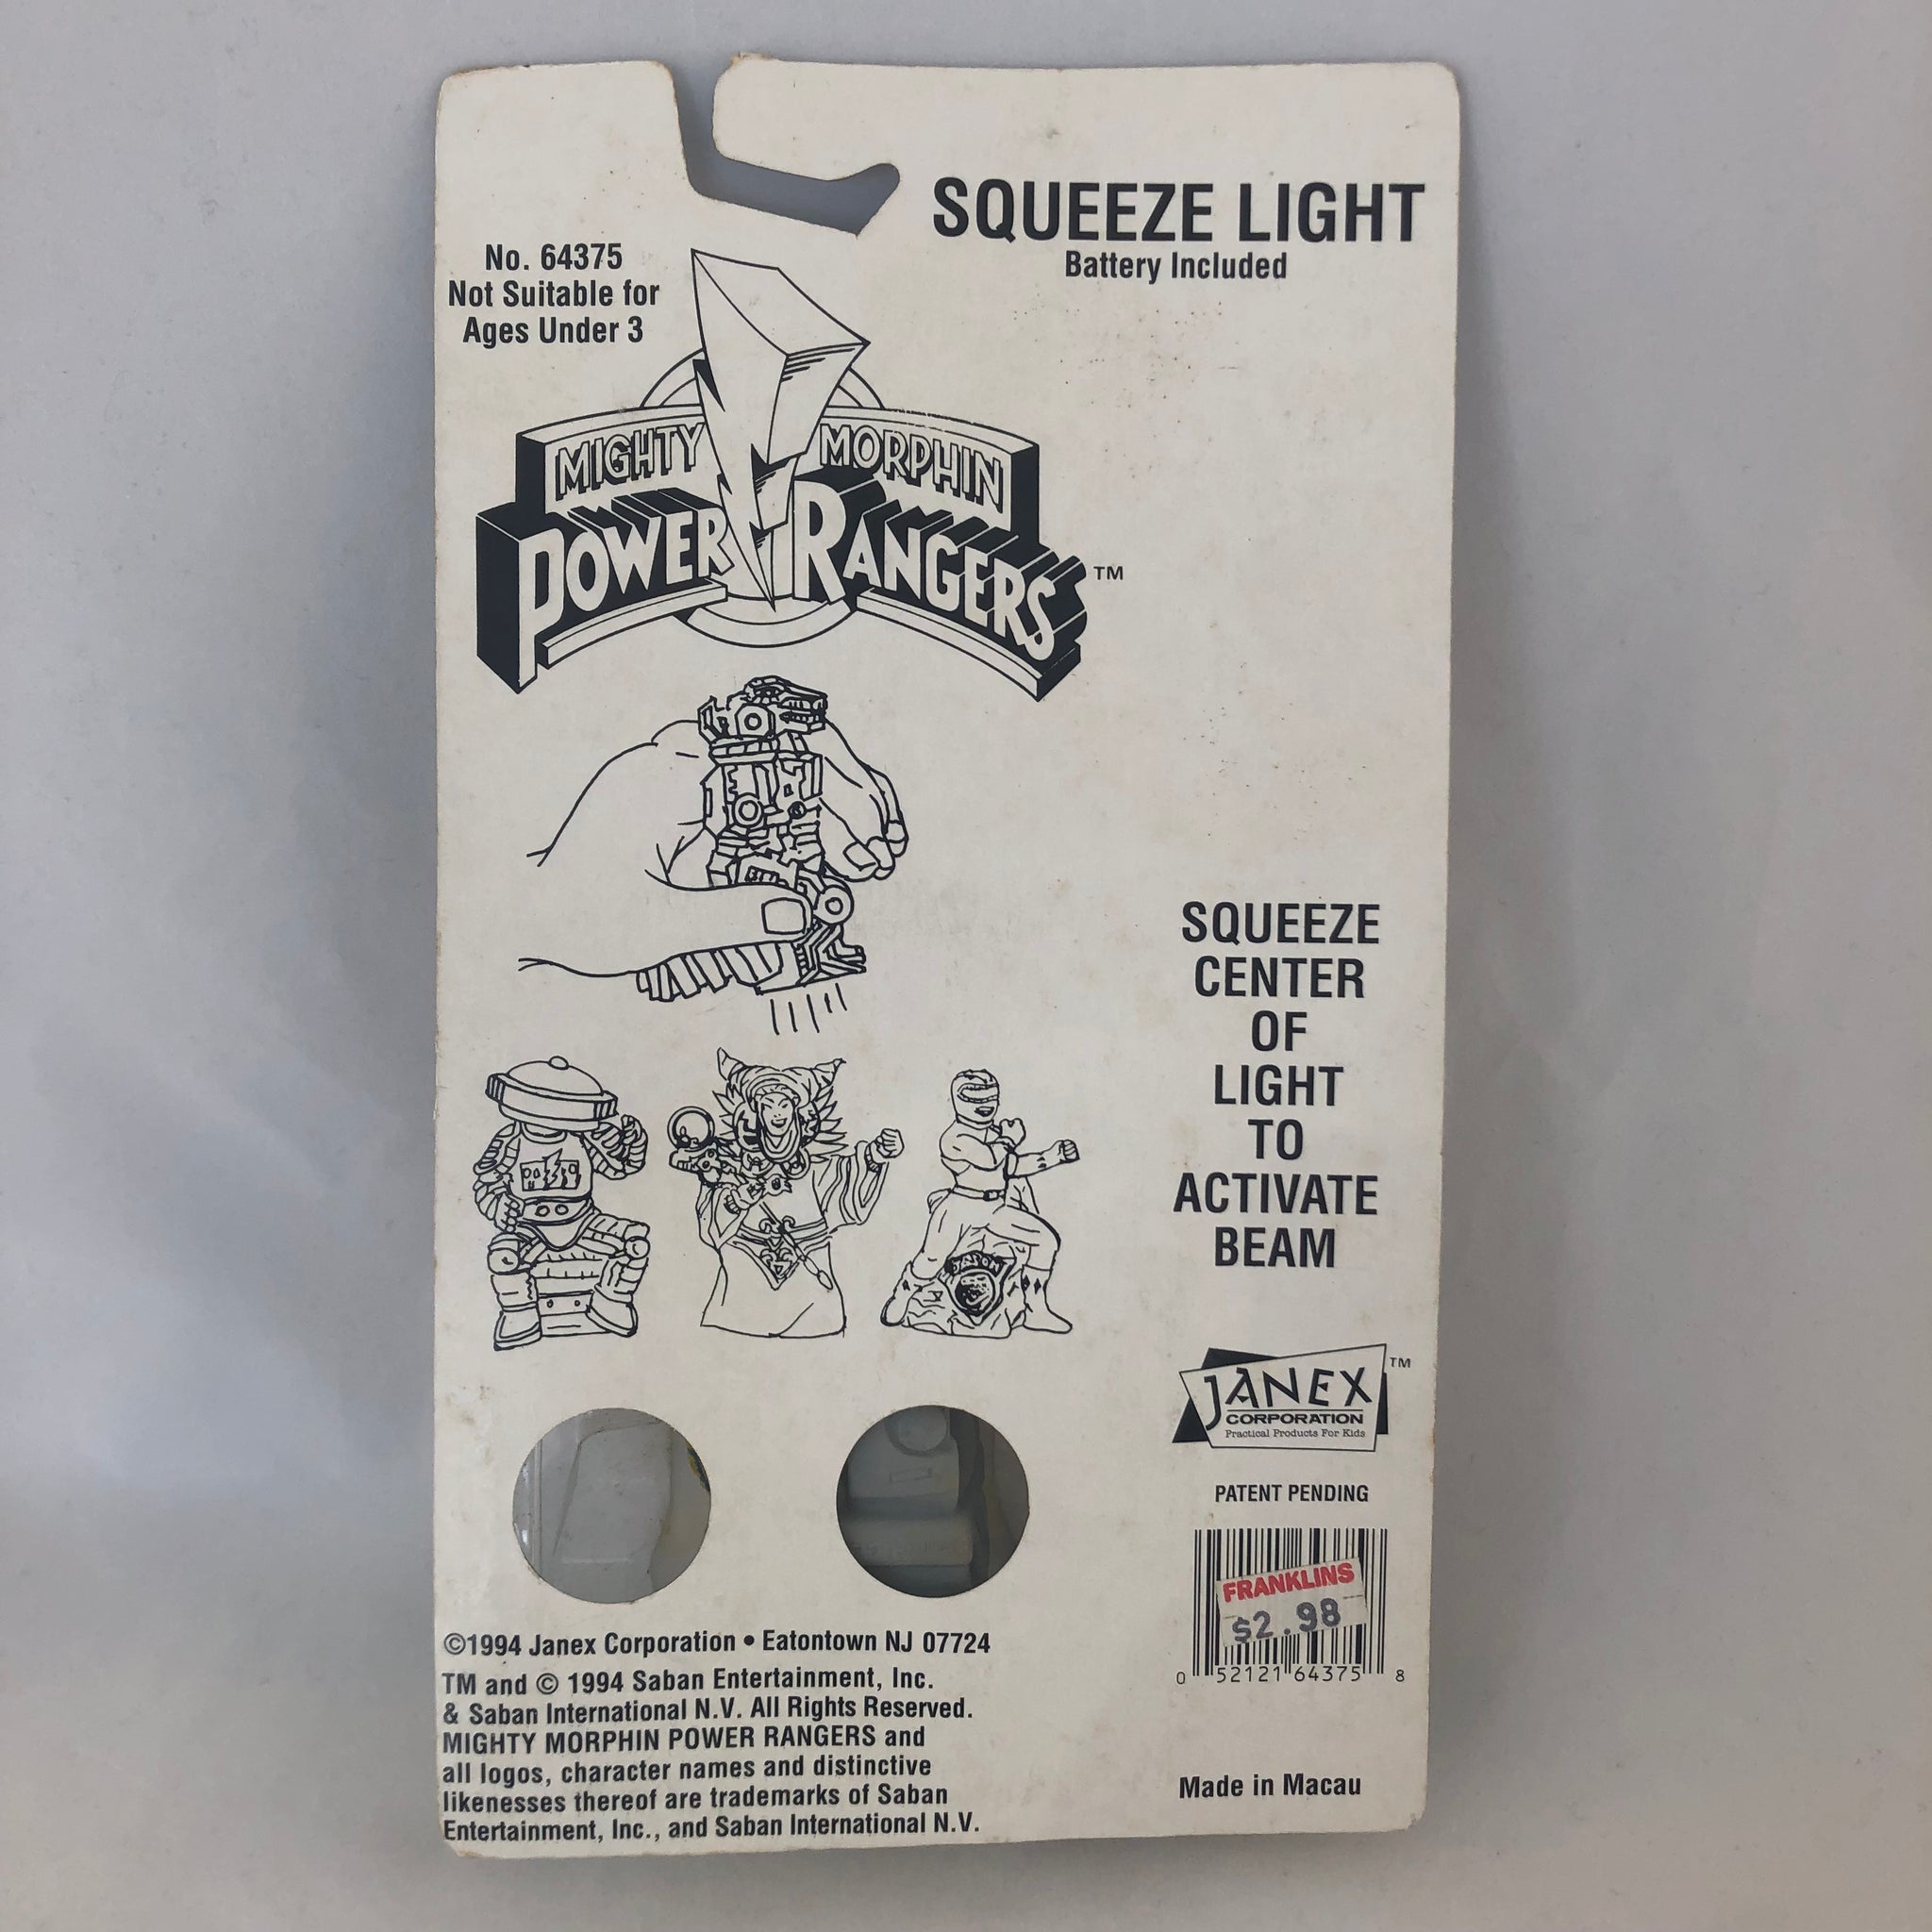 SQUEEZE LIGHT
Battery Included
No. 64375
Not Suitable for
Ages Under 3
MIGHTY MORPHIN
POWER RANGERS™
SQUEEZE
CENTER
OF
LIGHT
TO
ACTIVATE
BEAM
JANEX™
CORPORATION
Practical Products For Kids
PATENT PENDING
FRANKLINS
$2.98
0 52121 64375 8
©1994 Janex Corporation • Eatontown NJ 07724
TM and © 1994 Saban Entertainment, Inc.
& Saban International N.V. All Rights Reserved.
MIGHTY MORPHIN POWER RANGERS and
all logos, character names and distinctive
likenesses thereof are trademarks of Saban
Entertainment, Inc., and Saban International N.V.
Made in Macau